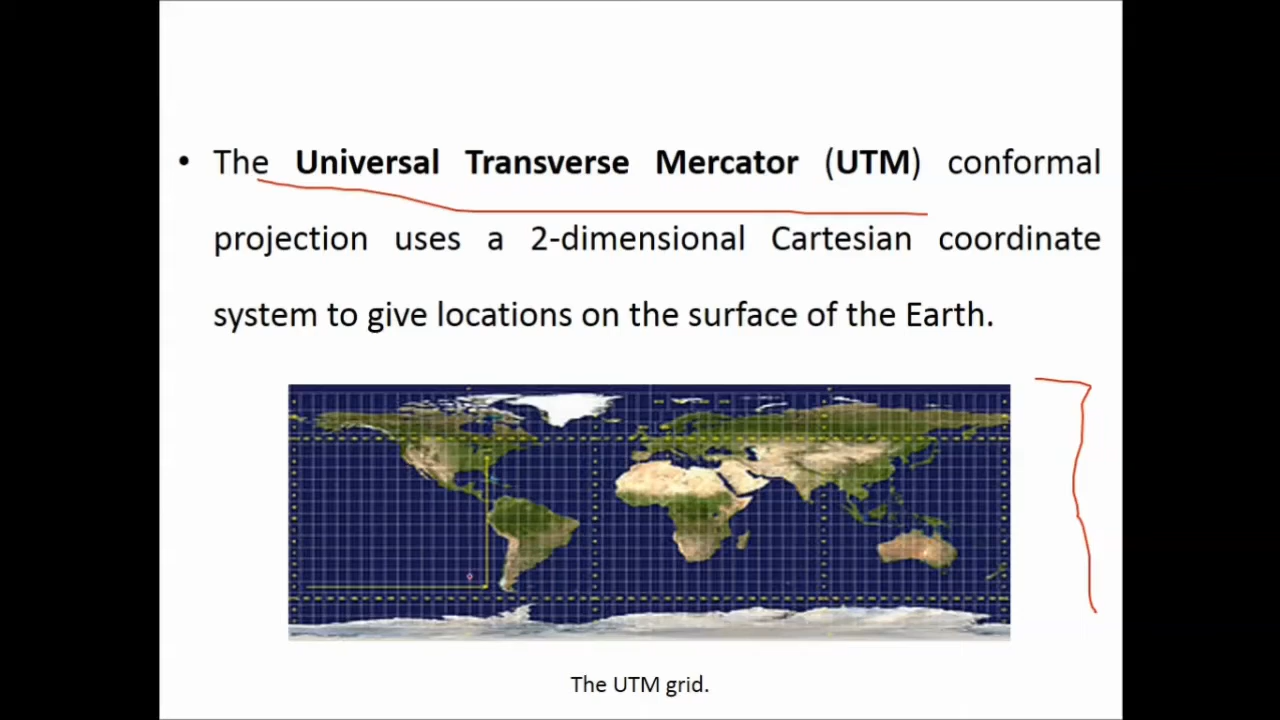 • The Universal Transverse Mercator (UTM) conformal
projection uses a 2-dimensional Cartesian coordinate
system to give locations on the surface of the Earth.
The UTM grid.